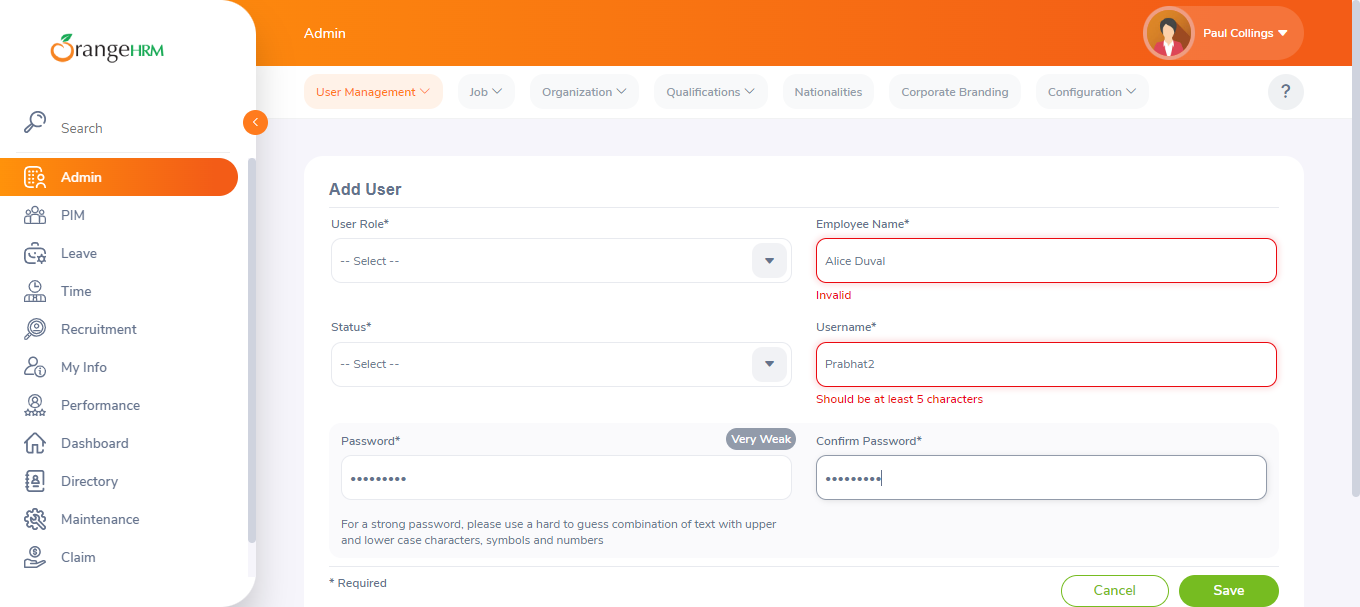 OrangeHRM
Admin
Paul Collings
User Management
Job
Organization
Qualifications
Nationalities
Corporate Branding
Configuration
?
Search
Admin
PIM
Leave
Time
Recruitment
My Info
Performance
Dashboard
Directory
Maintenance
Claim
Add User
User Role*
-- Select --
Employee Name*
Alice Duval
Invalid
Status*
-- Select --
Username*
Prabhat2
Should be at least 5 characters
Password*
Very Weak
•••••••••
Confirm Password*
•••••••••
For a strong password, please use a hard to guess combination of text with upper
and lower case characters, symbols and numbers
* Required
Cancel
Save